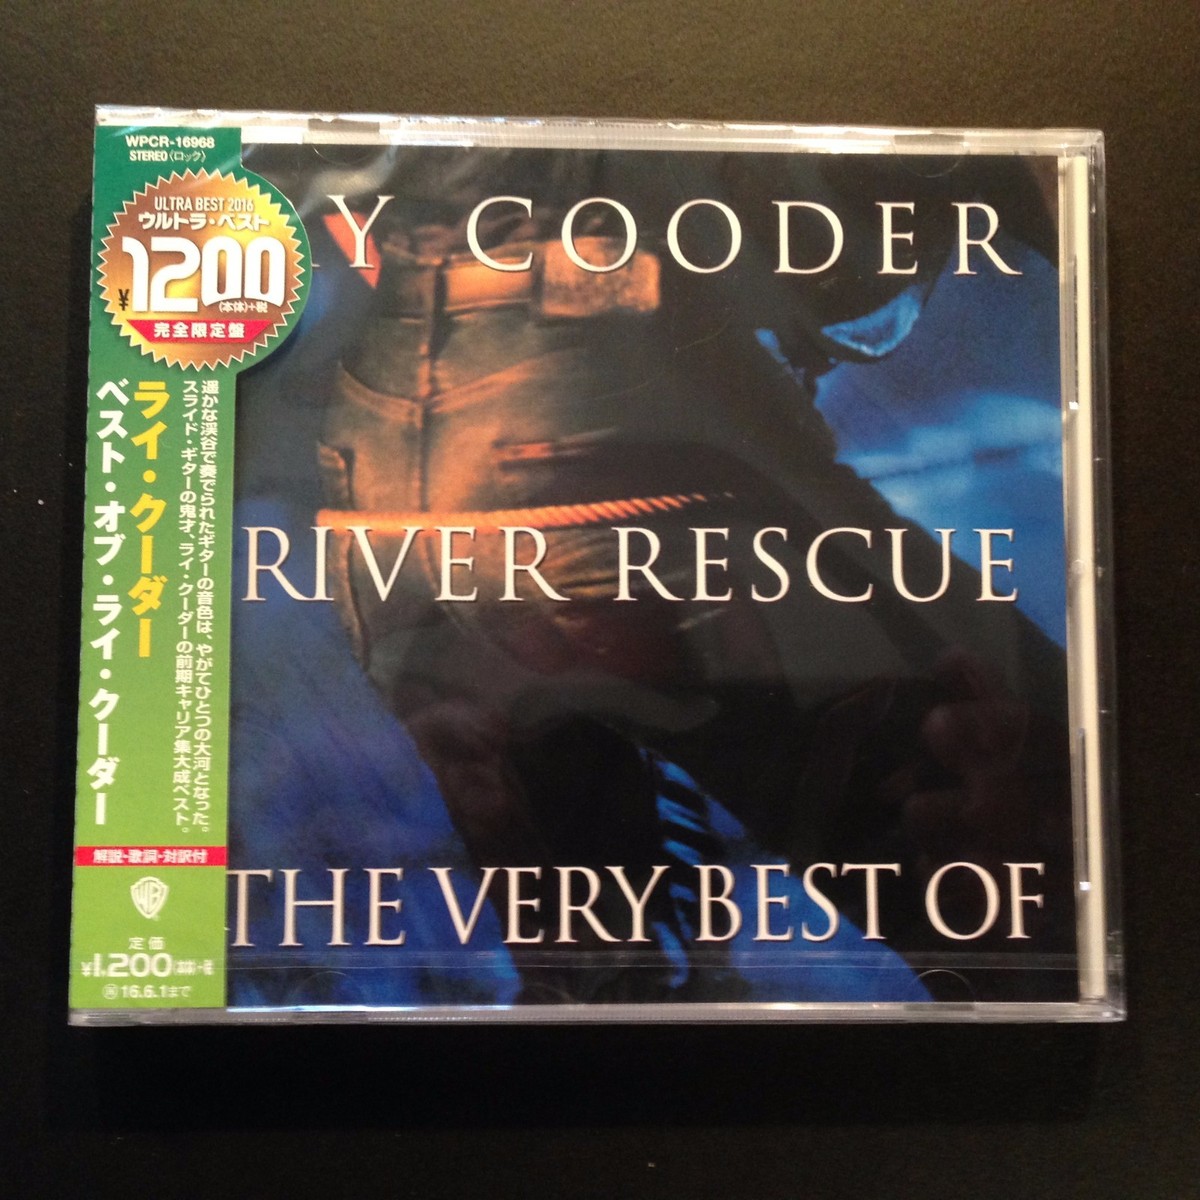 WPCR-16968
STEREO〈ロック〉
ULTRA BEST 2016
ウルトラ・ベスト
¥1200
(本体)+税
完全限定盤
ライ・クーダー
ベスト・オブ・ライ・クーダー
遥かな渓谷で奏でられたギターの音色は、やがてひとつの大河となった。
スライド・ギターの鬼才、ライ・クーダーの前期キャリア集大成ベスト。
解説・歌詞・対訳付
WB
定価
¥1,200(本体)+税
16.6.1まで
Y COODER
RIVER RESCUE
THE VERY BEST OF